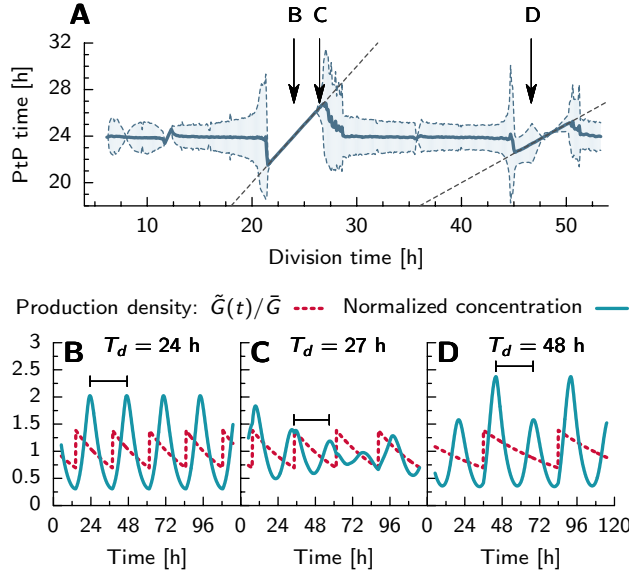 A
B C D
32
28
24
20
PtP time [h]
10 20 30 40 50
Division time [h]
Production density: G̃(t)/Ḡ Normalized concentration
B T_d = 24 h
C T_d = 27 h
D T_d = 48 h
3
2.5
2
1.5
1
0.5
0
0 24 48 72 96
0 24 48 72 96
0 24 48 72 96 120
Time [h] Time [h] Time [h]